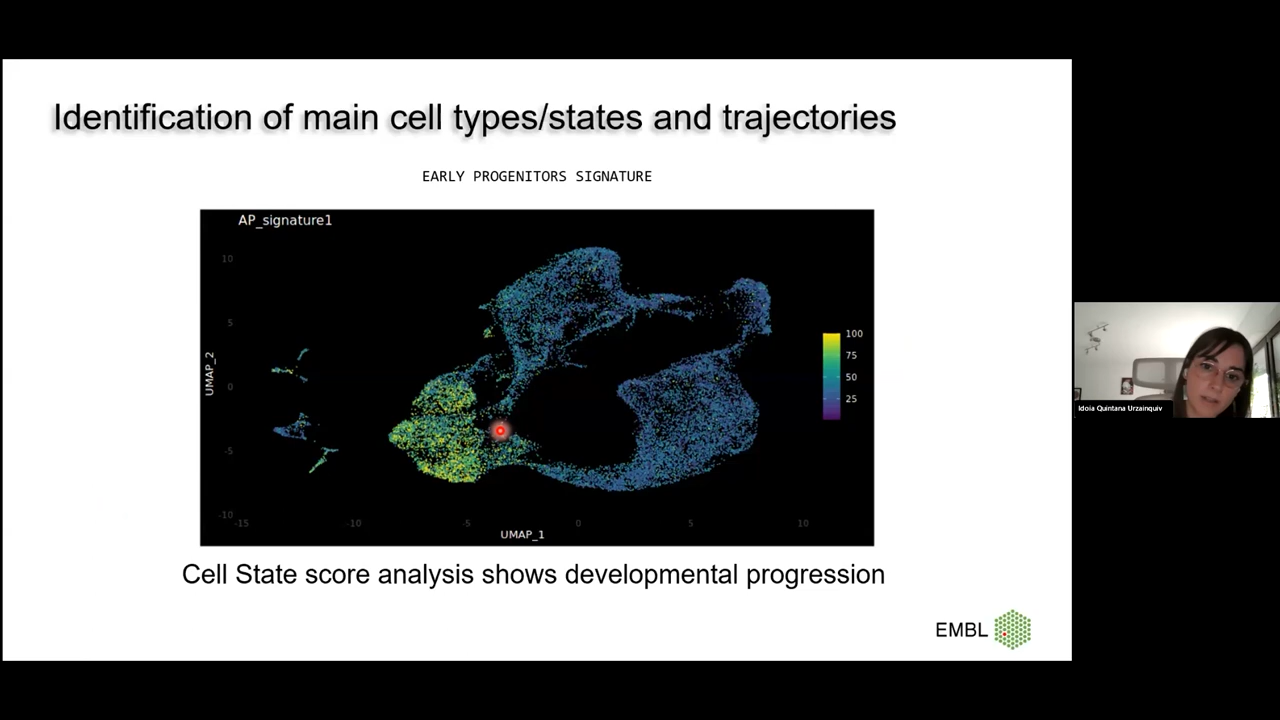 Identification of main cell types/states and trajectories
EARLY PROGENITORS SIGNATURE
AP_signature1
10
5
0
-5
-10
UMAP_2
-15
-10
-5
0
5
10
UMAP_1
100
75
50
25
Idoia Quintana Urzainquiv
Cell State score analysis shows developmental progression
EMBL